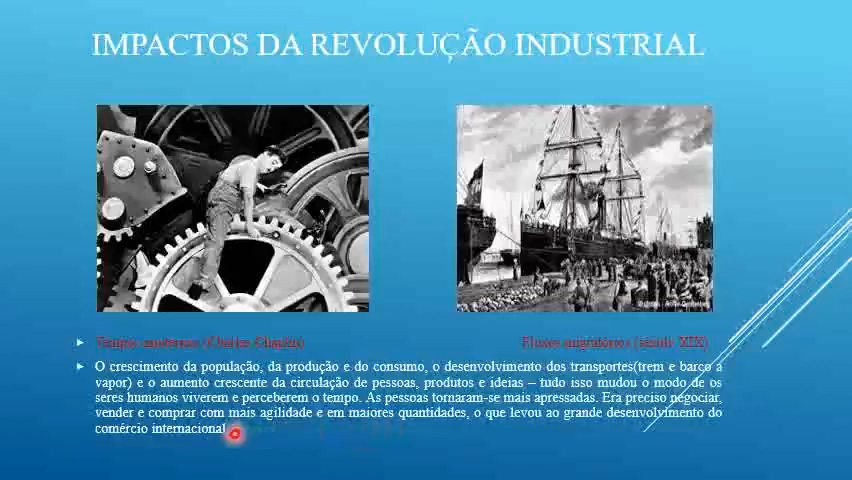 IMPACTOS DA REVOLUÇÃO INDUSTRIAL
Tempos modernos (Charles Chaplin)
Fluxos migratórios (século XIX)
O crescimento da população, da produção e do consumo, o desenvolvimento dos transportes(trem e barco a
vapor) e o aumento crescente da circulação de pessoas, produtos e ideias – tudo isso mudou o modo de os
seres humanos viverem e perceberem o tempo. As pessoas tornaram-se mais apressadas. Era preciso negociar,
vender e comprar com mais agilidade e em maiores quantidades, o que levou ao grande desenvolvimento do
comércio internacional